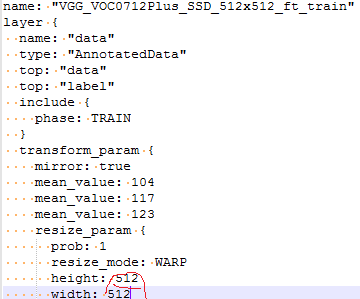 name: "VGG_VOC0712Plus_SSD_512x512_ft_train"
layer {
name: "data"
type: "AnnotatedData"
top: "data"
top: "label"
include {
phase: TRAIN
}
transform_param {
mirror: true
mean_value: 104
mean_value: 117
mean_value: 123
resize_param {
prob: 1
resize_mode: WARP
height: 512
width: 512